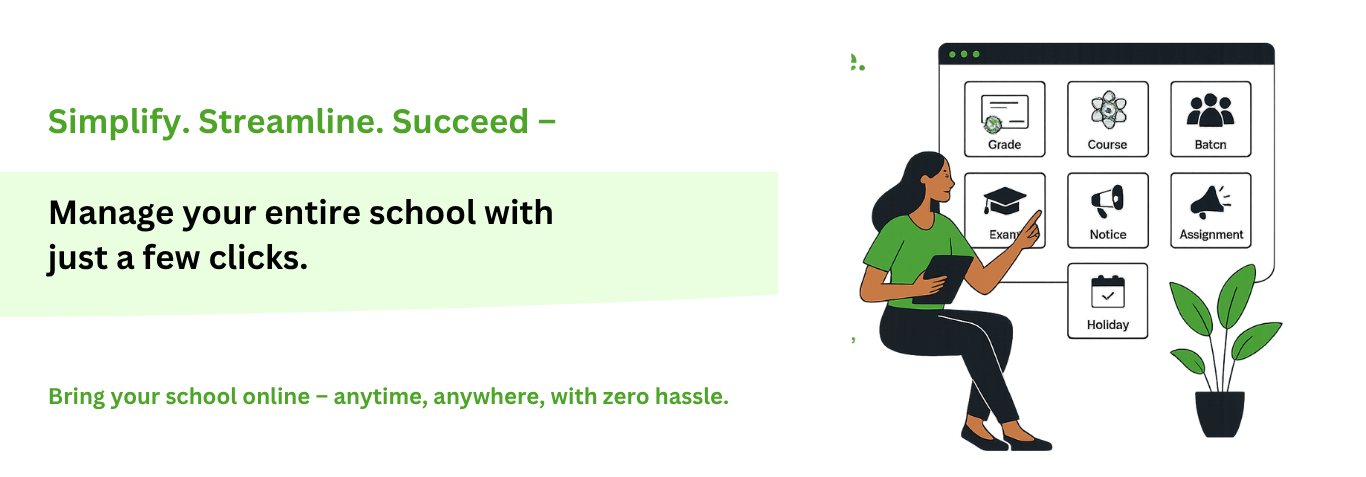 Simplify. Streamline. Succeed –
Manage your entire school with
just a few clicks.
Bring your school online – anytime, anywhere, with zero hassle.
e.
,
Grade
Course
Batcn
Exam
Notice
Assignment
Holiday